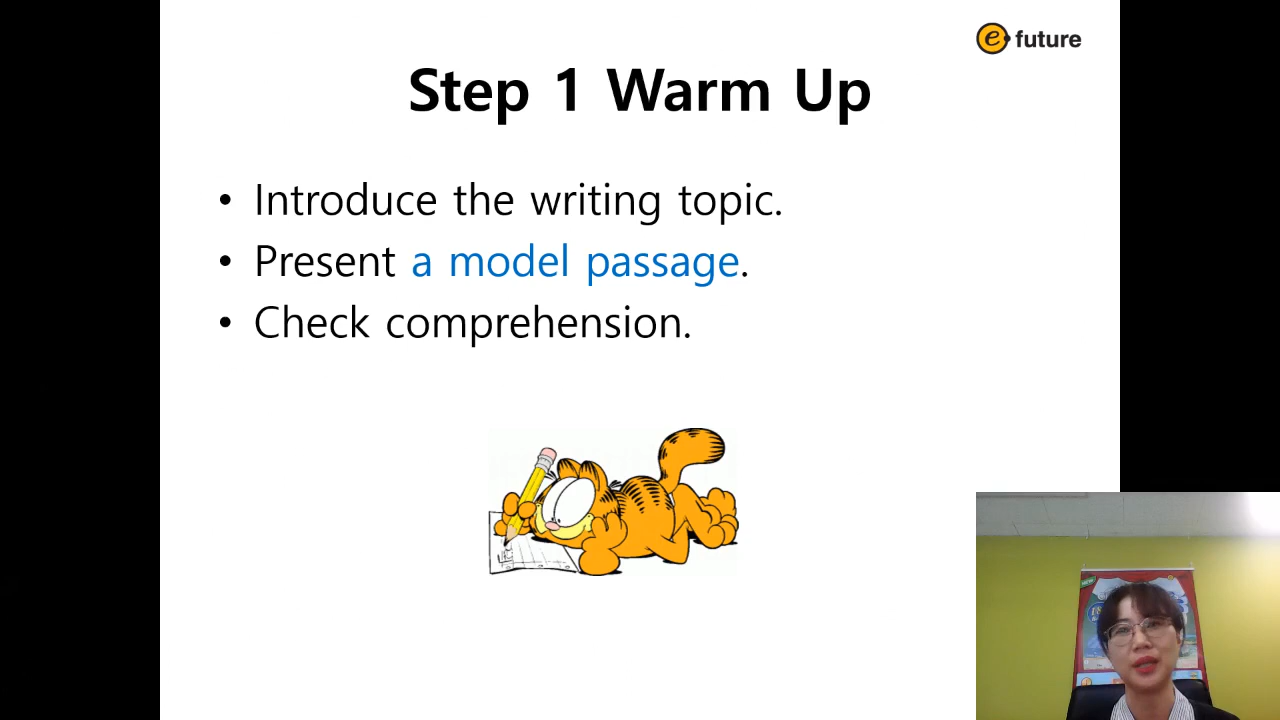 e future
Step 1 Warm Up
• Introduce the writing topic.
• Present a model passage.
• Check comprehension.